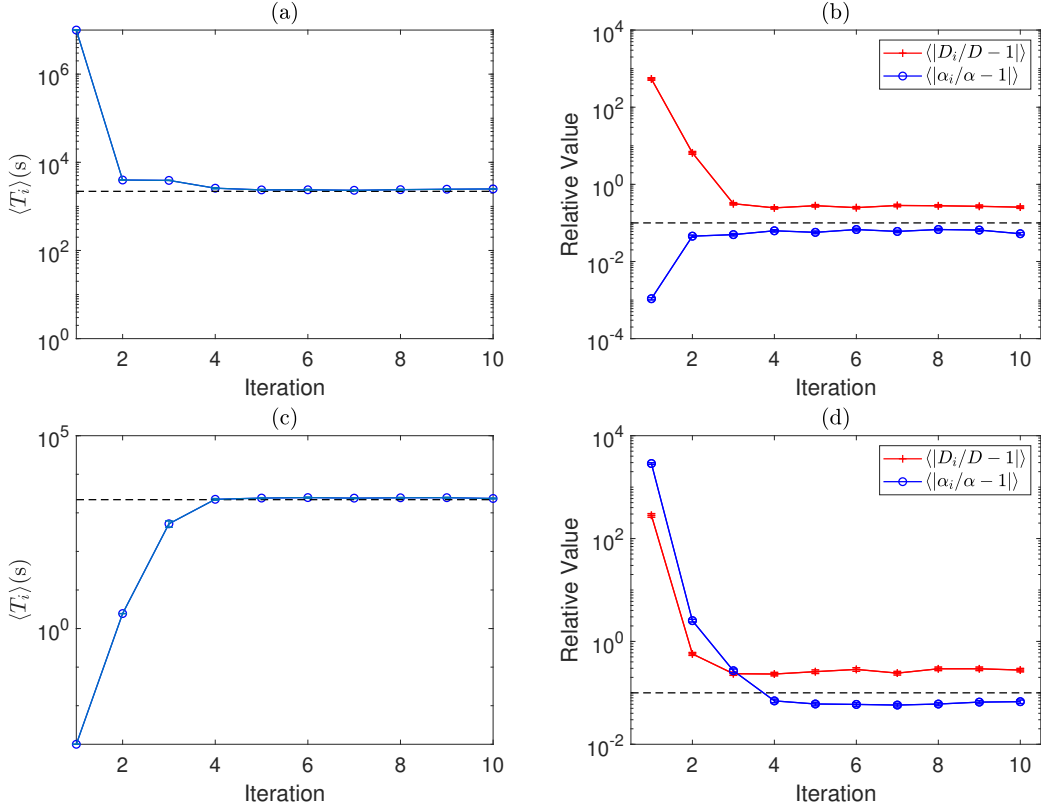 (a)
⟨T_i⟩(s)
10^6
10^4
10^2
10^0
2 4 6 8 10
Iteration
(b)
Relative Value
10^4
10^2
10^0
10^-2
10^-4
⟨|D_i/D − 1|⟩
⟨|α_i/α − 1|⟩
2 4 6 8 10
Iteration
(c)
⟨T_i⟩(s)
10^5
10^0
2 4 6 8 10
Iteration
(d)
Relative Value
10^4
10^2
10^0
10^-2
⟨|D_i/D − 1|⟩
⟨|α_i/α − 1|⟩
2 4 6 8 10
Iteration